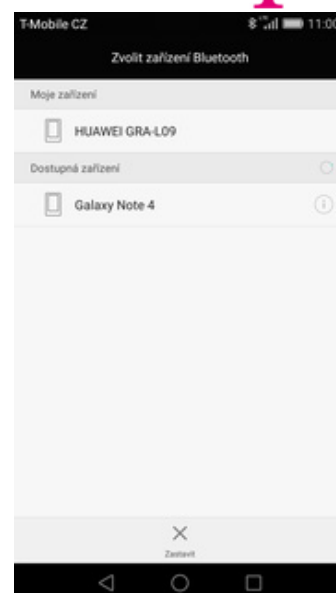 T-Mobile CZ 11:00
Zvolit zařízení Bluetooth
Moje zařízení
HUAWEI GRA-L09
Dostupná zařízení
Galaxy Note 4
Zastavit